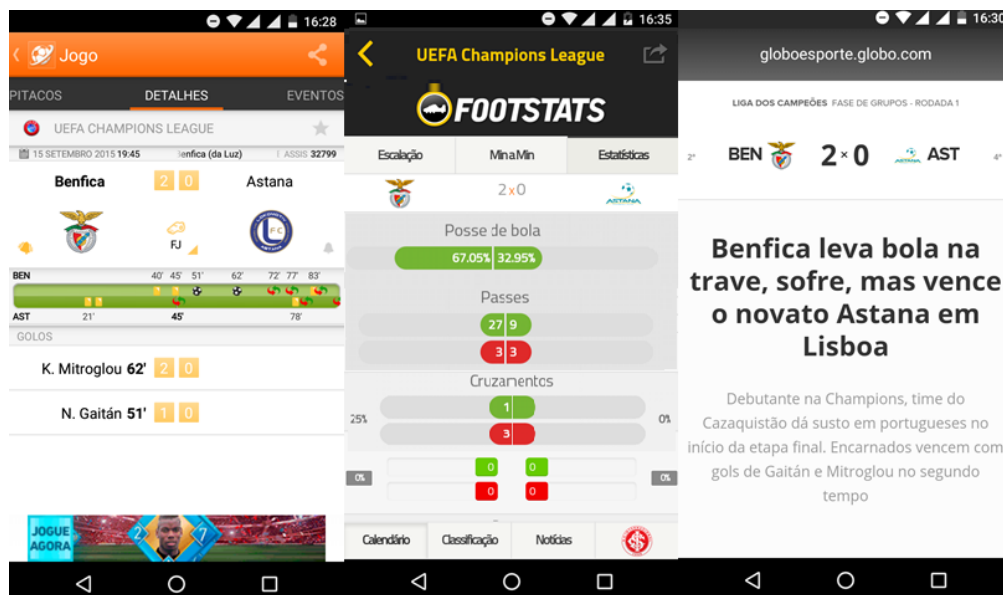 16:28
Jogo
PITACOS DETALHES EVENTOS
UEFA CHAMPIONS LEAGUE
15 SETEMBRO 2015 19:45 enfica (da Luz) ASSIS 32799
Benfica 2 0 Astana
FC
FJ
BEN 40' 45' 51' 62' 72' 77' 83'
AST 21' 45' 78'
GOLOS
K. Mitroglou 62' 2 0
N. Gaitán 51' 1 0
JOGUE
AGORA
2 7
16:35
UEFA Champions League
FOOTSTATS
Escalação MinaMin Estatísticas
2x0
ASTANA
Posse de bola
67.05% 32.95%
Passes
27 9
3 3
Cruzamentos
1
25% 0%
3
0 0
0% 0%
0 0
Calendário Classificação Notícias
16:30
globoesporte.globo.com
LIGA DOS CAMPEÕES FASE DE GRUPOS - RODADA 1
2º BEN 2 × 0 ASTANA AST 4º
Benfica leva bola na
trave, sofre, mas vence
o novato Astana em
Lisboa
Debutante na Champions, time do
Cazaquistão dá susto em portugueses no
início da etapa final. Encarnados vencem com
gols de Gaitán e Mitroglou no segundo
tempo